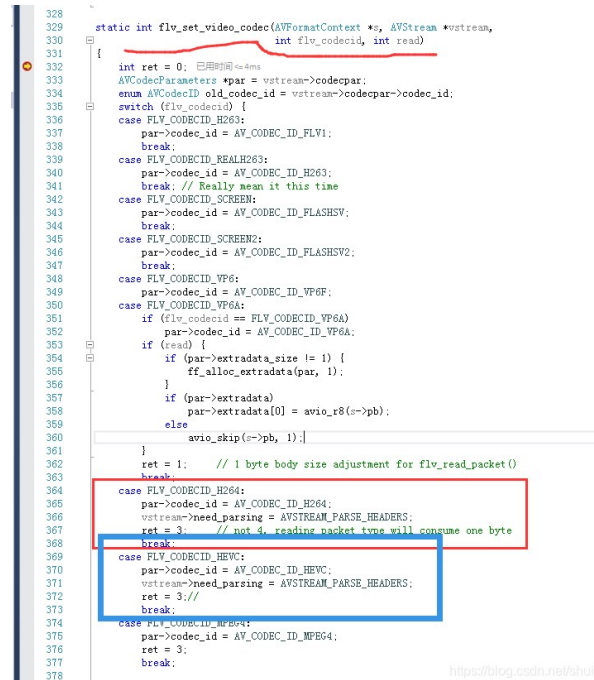 328
329 static int flv_set_video_codec(AVFormatContext *s, AVStream *vstream,
330 int flv_codecid, int read)
331 {
332 int ret = 0; 已用时间 <=4ms
333 AVCodecParameters *par = vstream->codecpar;
334 enum AVCodecID old_codec_id = vstream->codecpar->codec_id;
335 switch (flv_codecid) {
336 case FLV_CODECID_H263:
337 par->codec_id = AV_CODEC_ID_FLV1;
338 break;
339 case FLV_CODECID_REALH263:
340 par->codec_id = AV_CODEC_ID_H263;
341 break; // Really mean it this time
342 case FLV_CODECID_SCREEN:
343 par->codec_id = AV_CODEC_ID_FLASHSV;
344 break;
345 case FLV_CODECID_SCREEN2:
346 par->codec_id = AV_CODEC_ID_FLASHSV2;
347 break;
348 case FLV_CODECID_VP6:
349 par->codec_id = AV_CODEC_ID_VP6F;
350 case FLV_CODECID_VP6A:
351 if (flv_codecid == FLV_CODECID_VP6A)
352 par->codec_id = AV_CODEC_ID_VP6A;
353 if (read) {
354 if (par->extradata_size != 1) {
355 ff_alloc_extradata(par, 1);
356 }
357 if (par->extradata)
358 par->extradata[0] = avio_r8(s->pb);
359 else
360 avio_skip(s->pb, 1);
361 }
362 ret = 1; // 1 byte body size adjustment for flv_read_packet()
363 break;
364 case FLV_CODECID_H264:
365 par->codec_id = AV_CODEC_ID_H264;
366 vstream->need_parsing = AVSTREAM_PARSE_HEADERS;
367 ret = 3; // not 4, reading packet type will consume one byte
368 break;
369 case FLV_CODECID_HEVC:
370 par->codec_id = AV_CODEC_ID_HEVC;
371 vstream->need_parsing = AVSTREAM_PARSE_HEADERS;
372 ret = 3;//
373 break;
374 case FLV_CODECID_MPEG4:
375 par->codec_id = AV_CODEC_ID_MPEG4;
376 ret = 3;
377 break;
378
https://blog.csdn.net/shui